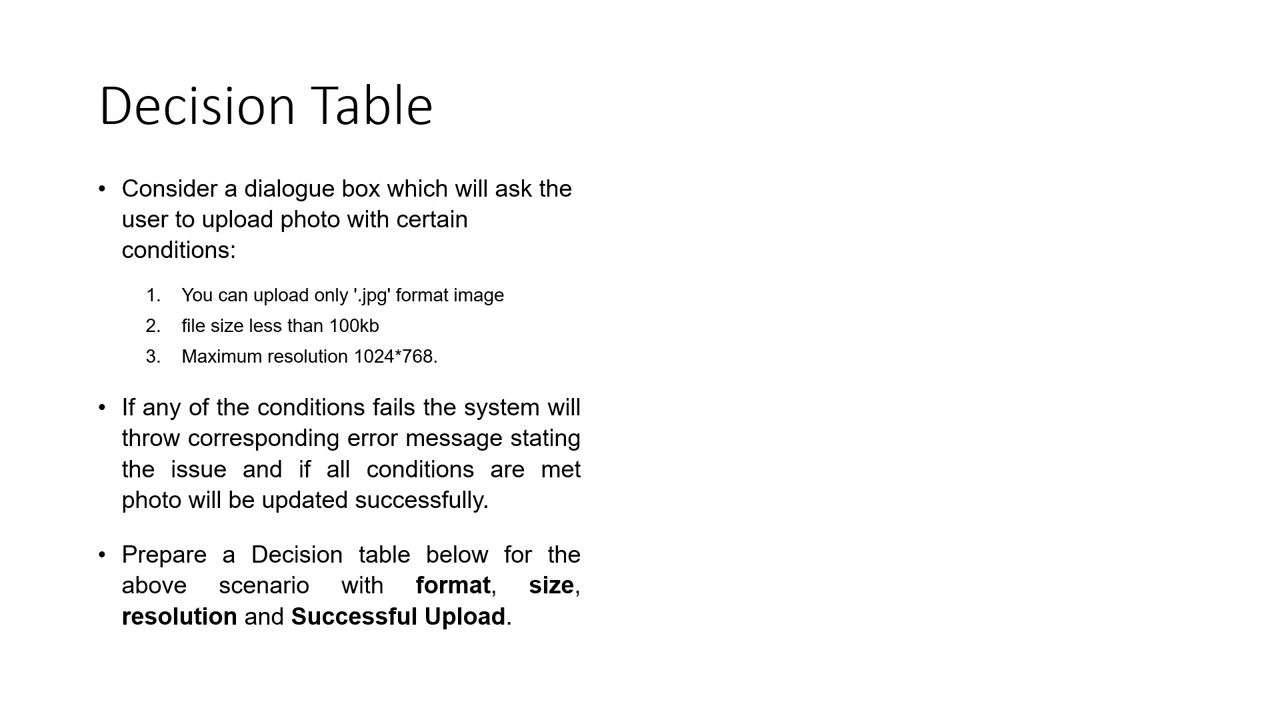 Decision Table
• Consider a dialogue box which will ask the
user to upload photo with certain
conditions:
1. You can upload only '.jpg' format image
2. file size less than 100kb
3. Maximum resolution 1024*768.
• If any of the conditions fails the system will
throw corresponding error message stating
the issue and if all conditions are met
photo will be updated successfully.
• Prepare a Decision table below for the
above scenario with format, size,
resolution and Successful Upload.